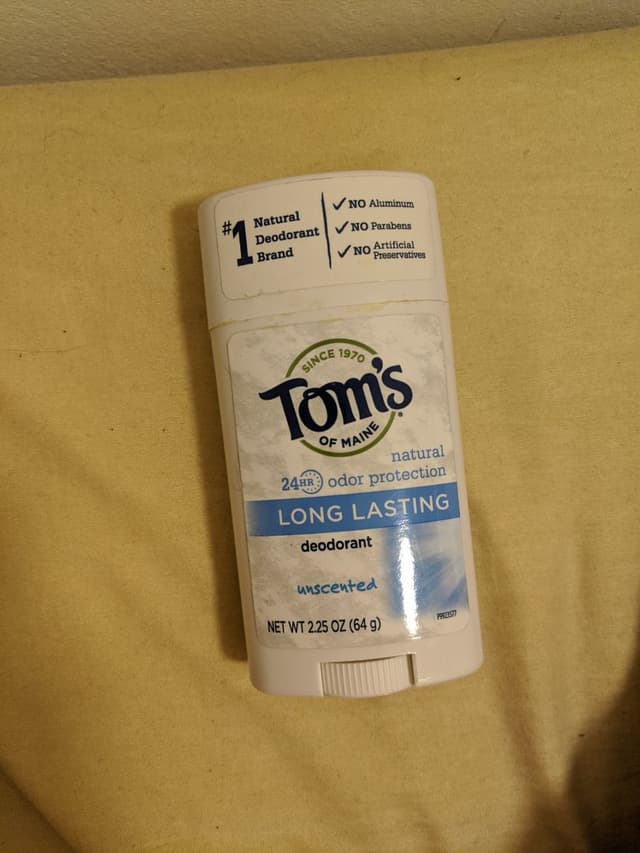 #1 Natural
Deodorant
Brand
✓ NO Aluminum
✓ NO Parabens
✓ NO Artificial
Preservatives
SINCE 1970
Tom's
OF MAINE
natural
24HR odor protection
LONG LASTING
deodorant
unscented
NET WT 2.25 OZ (64 g)